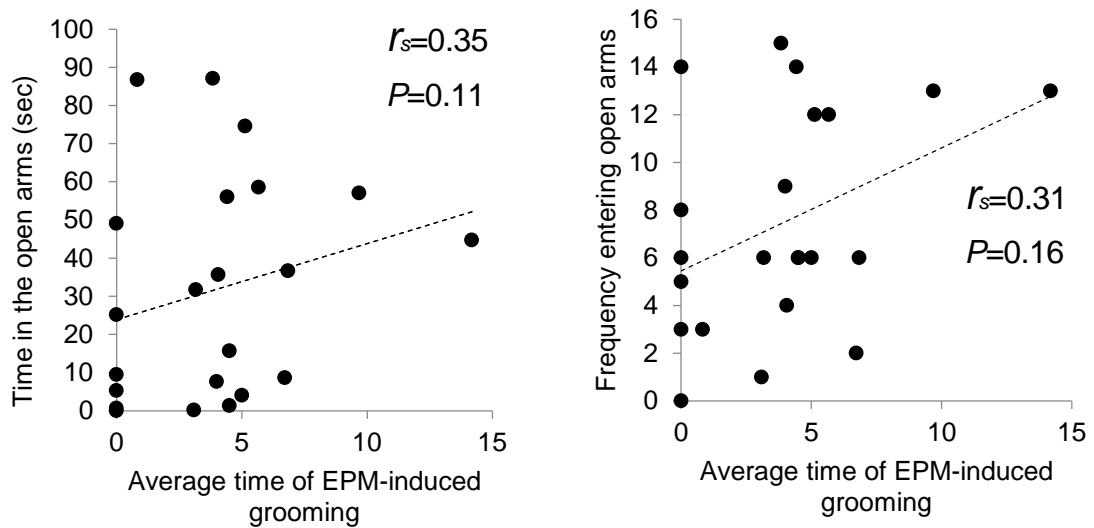 Time in the open arms (sec)
100
90
80
70
60
50
40
30
20
10
0
0 5 10 15
Average time of EPM-induced
grooming
rs=0.35
P=0.11
Frequency entering open arms
16
14
12
10
8
6
4
2
0
0 5 10 15
Average time of EPM-induced
grooming
rs=0.31
P=0.16